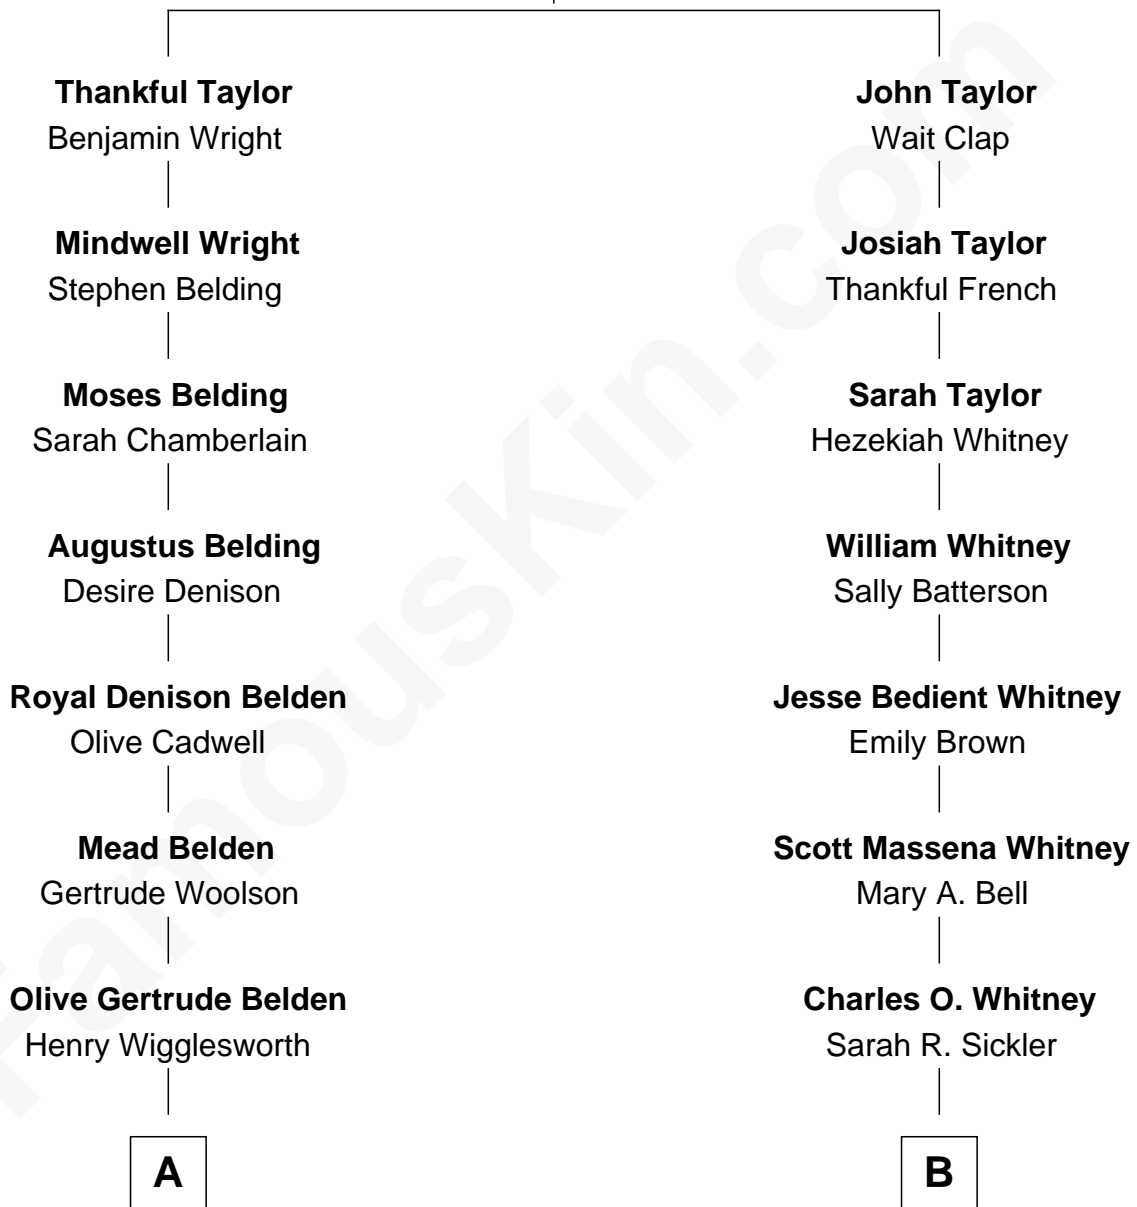 Thankful Taylor
Benjamin Wright
Mindwell Wright
Stephen Belding
Moses Belding
Sarah Chamberlain
Augustus Belding
Desire Denison
Royal Denison Belden
Olive Cadwell
Mead Belden
Gertrude Woolson
Olive Gertrude Belden
Henry Wigglesworth
A
John Taylor
Wait Clap
Josiah Taylor
Thankful French
Sarah Taylor
Hezekiah Whitney
William Whitney
Sally Batterson
Jesse Bedient Whitney
Emily Brown
Scott Massena Whitney
Mary A. Bell
Charles O. Whitney
Sarah R. Sickler
B
FamousKin.com